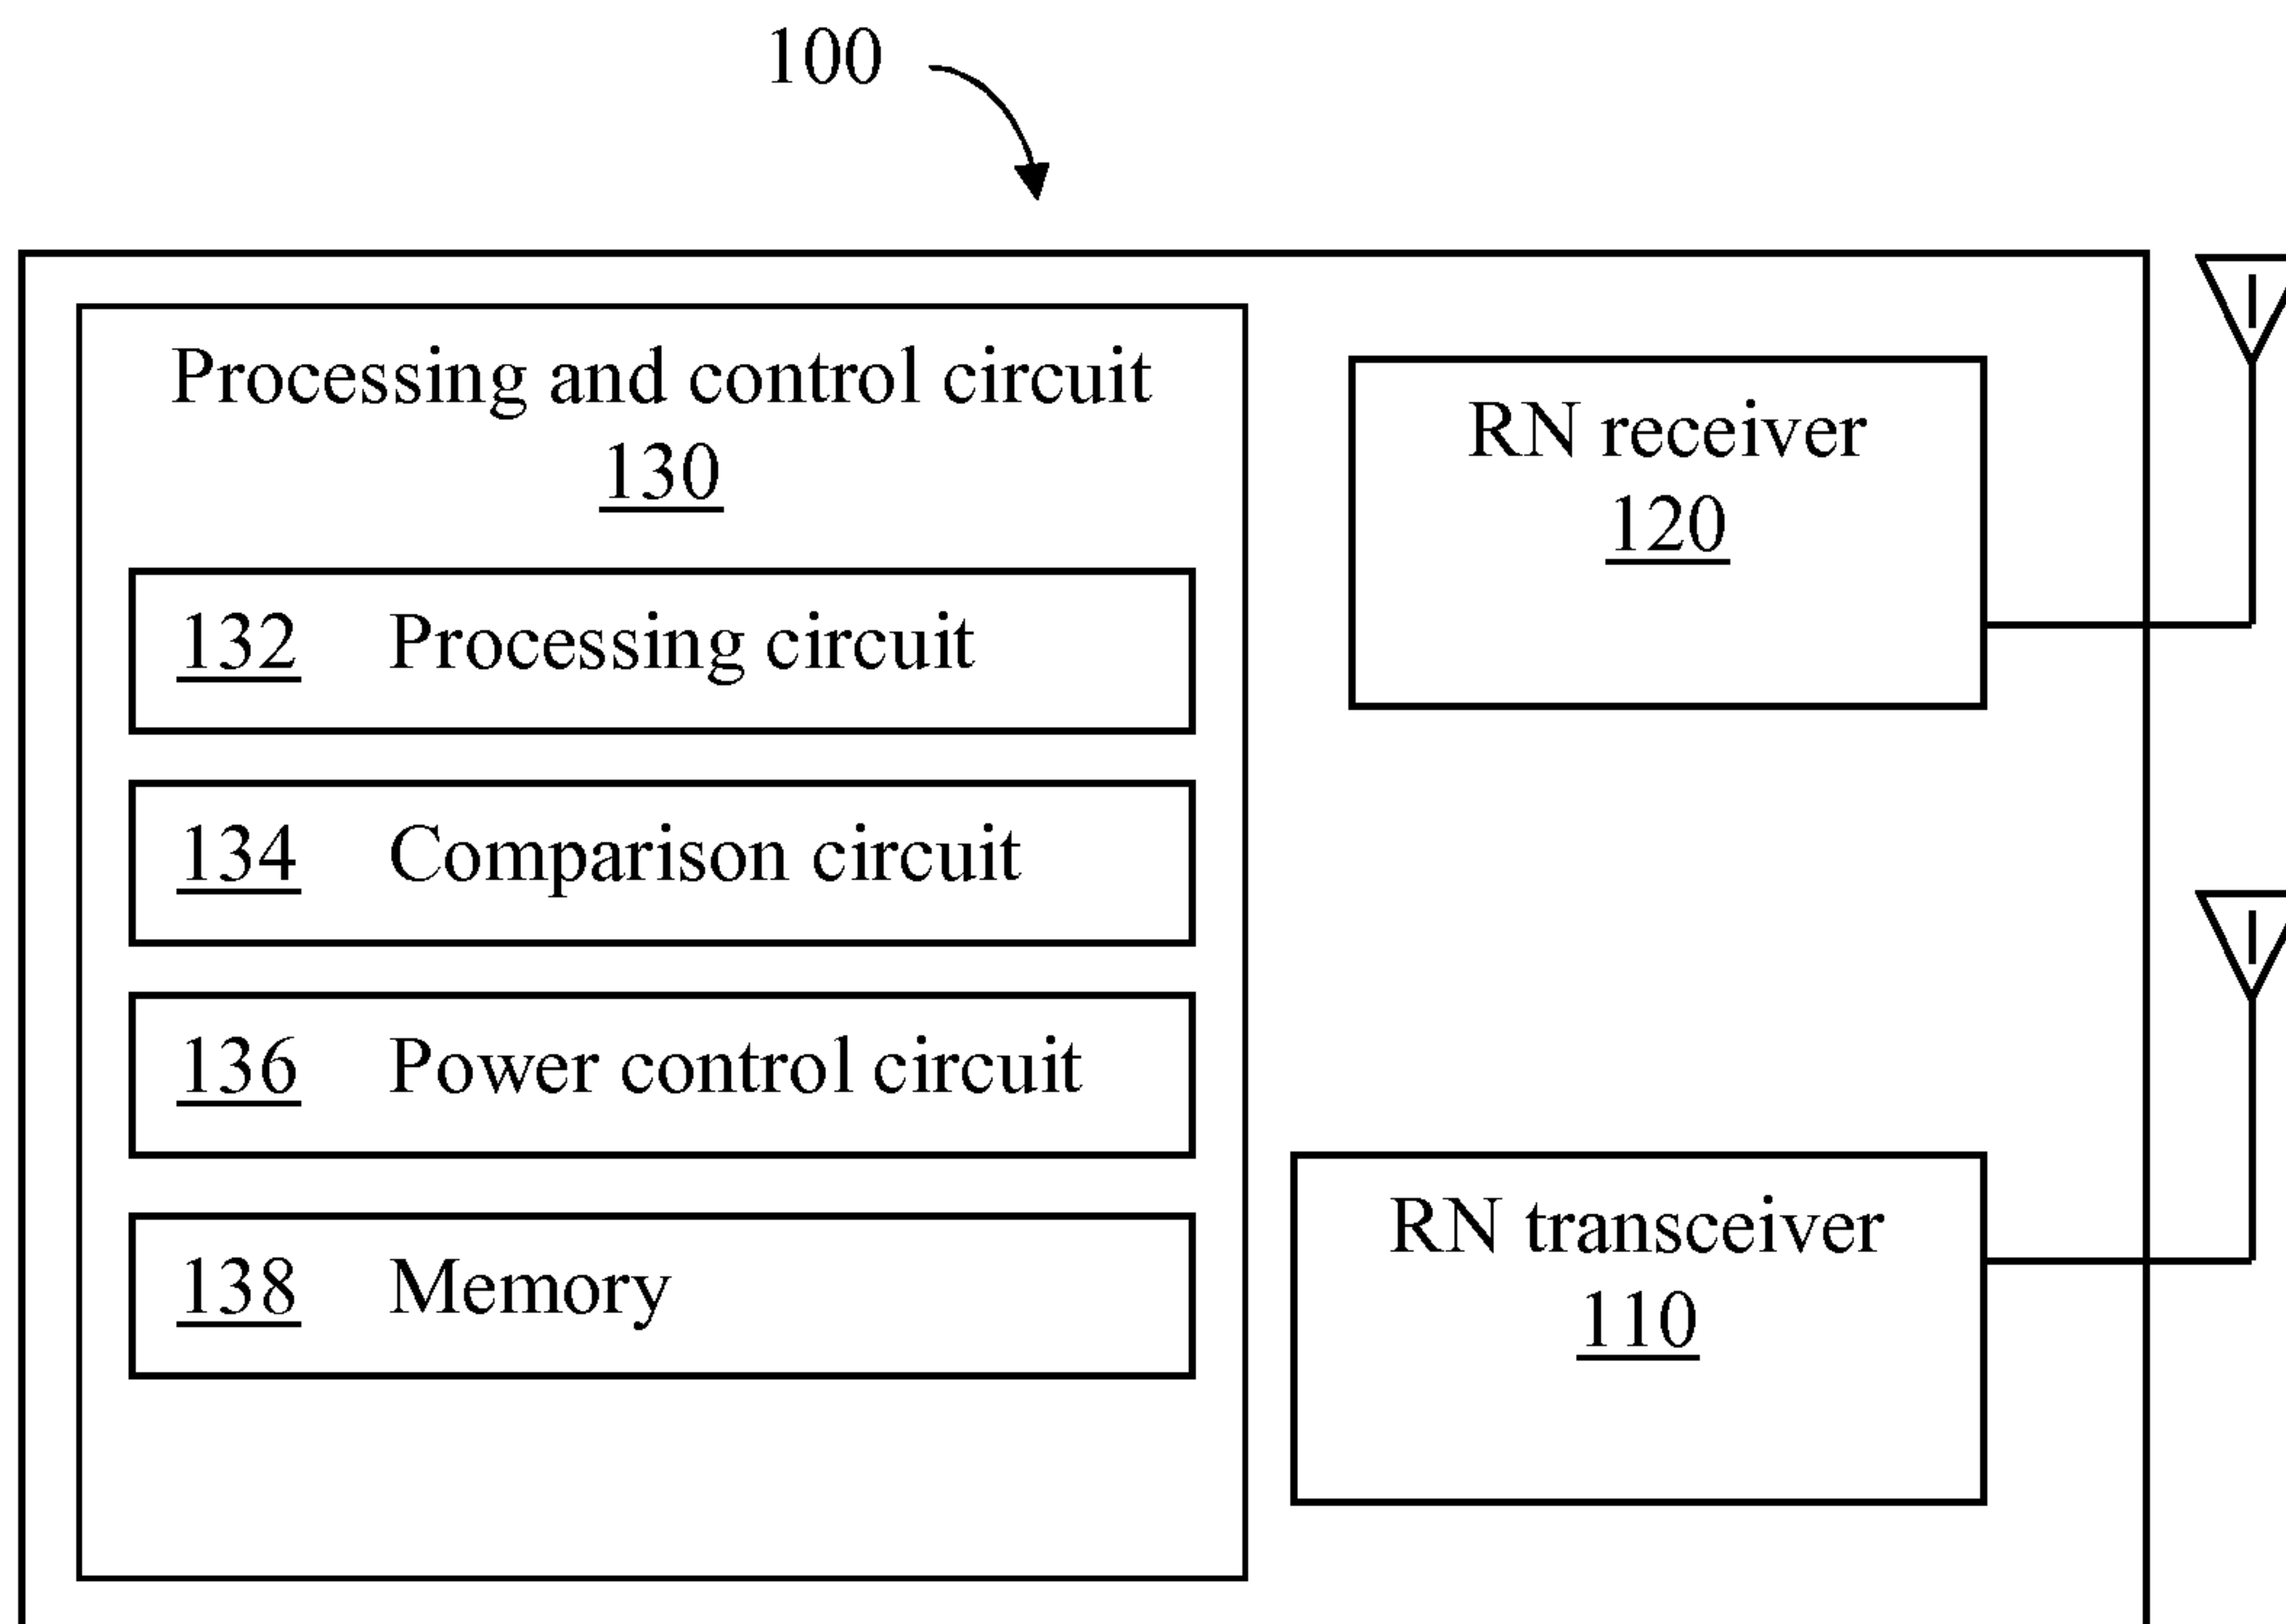 100
Processing and control circuit
130
132 Processing circuit
134 Comparison circuit
136 Power control circuit
138 Memory
RN receiver
120
RN transceiver
110